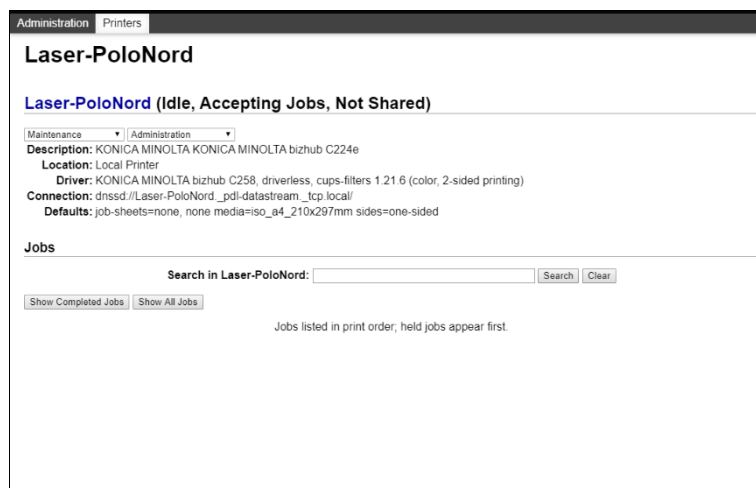 Administration Printers
Laser-PoloNord
Laser-PoloNord (Idle, Accepting Jobs, Not Shared)
Maintenance Administration
Description: KONICA MINOLTA KONICA MINOLTA bizhub C224e
Location: Local Printer
Driver: KONICA MINOLTA bizhub C258, driverless, cups-filters 1.21.6 (color, 2-sided printing)
Connection: dnssd://Laser-PoloNord._pdl-datastream._tcp.local/
Defaults: job-sheets=none, none media=iso_a4_210x297mm sides=one-sided
Jobs
Search in Laser-PoloNord: Search Clear
Show Completed Jobs Show All Jobs
Jobs listed in print order; held jobs appear first.